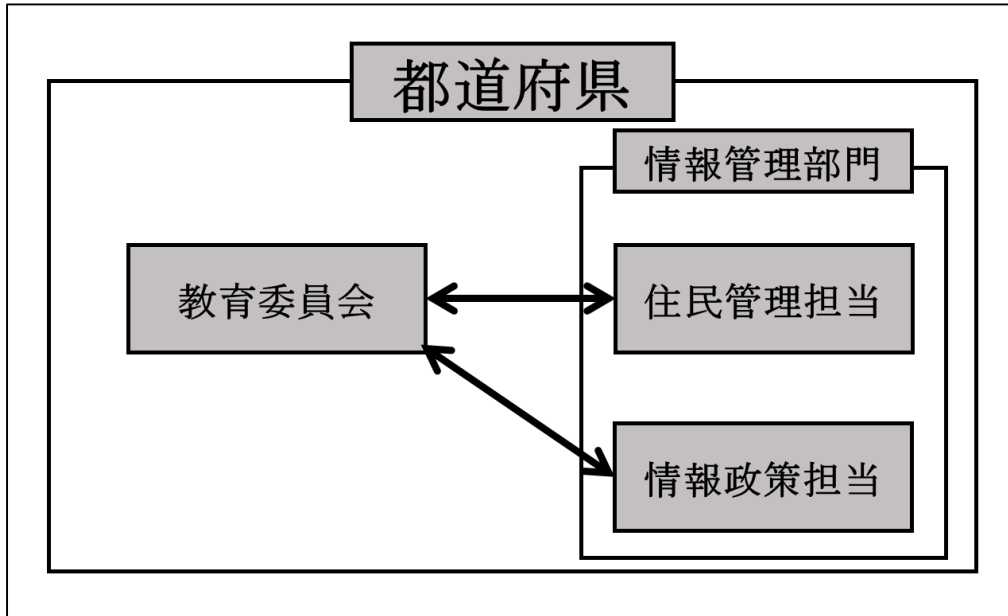 都道府県
情報管理部門
教育委員会
住民管理担当
情報政策担当